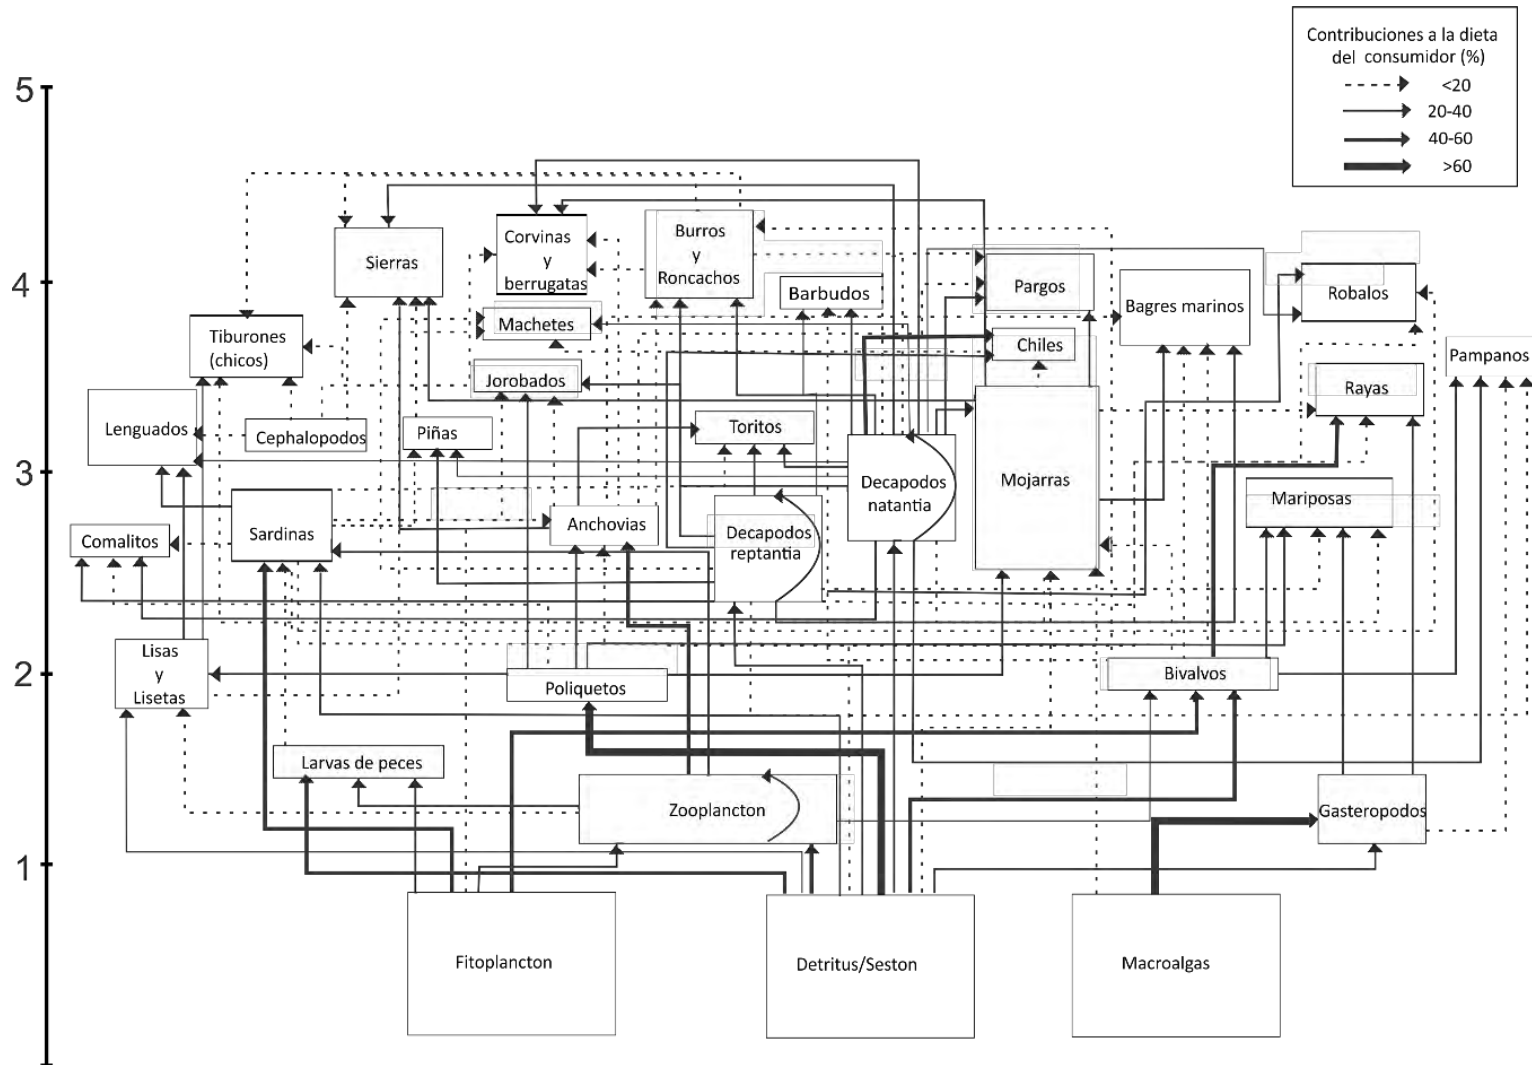 Contribuciones a la dieta
del consumidor (%)
<20
20-40
40-60
>60
5
4
3
2
1
Sierras
Corvinas
y
berrugatas
Burros
y
Roncachos
Barbudos
Pargos
Bagres marinos
Robalos
Tiburones
(chicos)
Machetes
Chiles
Pampanos
Jorobados
Rayas
Lenguados
Cephalopodos
Piñas
Toritos
Decapodos
natantia
Mojarras
Mariposas
Comalitos
Sardinas
Anchovias
Decapodos
reptantia
Lisas
y
Lisetas
Poliquetos
Bivalvos
Larvas de peces
Zooplancton
Gasteropodos
Fitoplancton
Detritus/Seston
Macroalgas